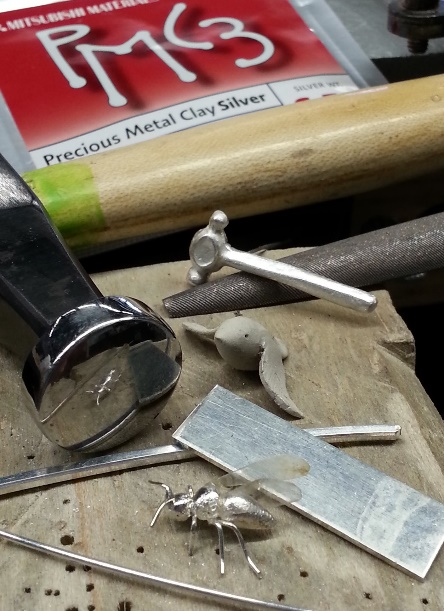 MITSUBISHI MATERIALS
PMC3
Precious Metal Clay Silver
SILVER